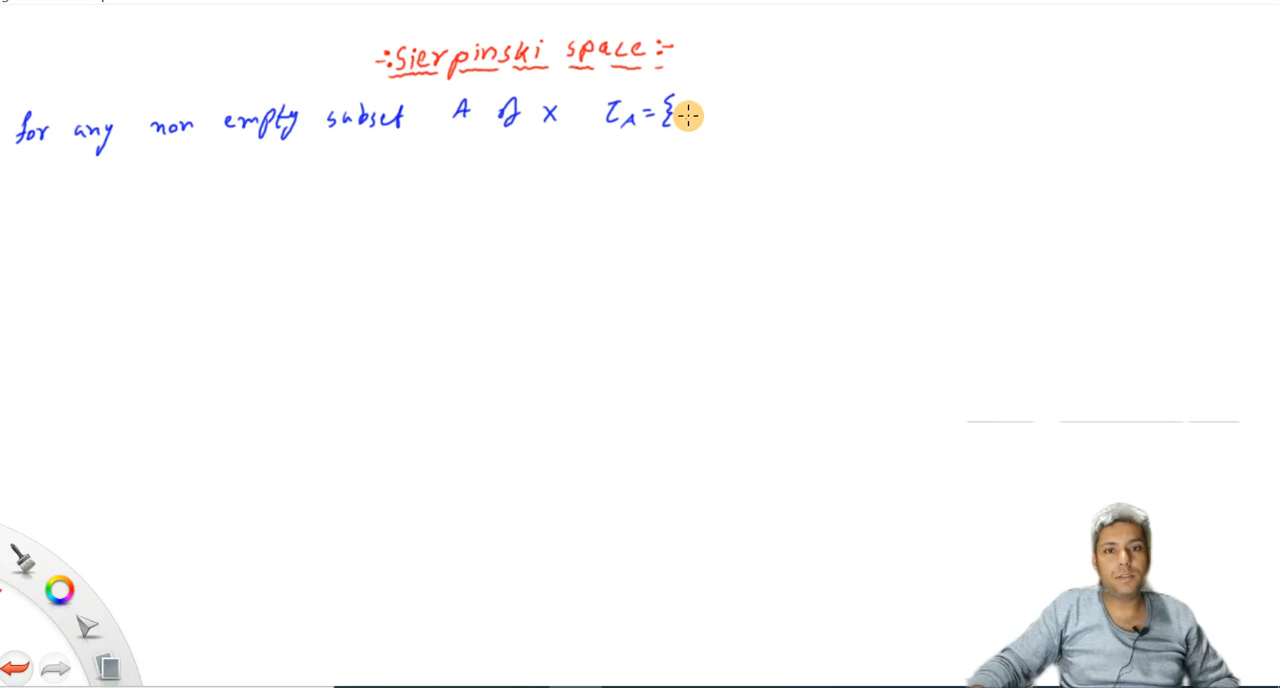 -:Sierpinski space:-
for any non empty subset A of X τ_A = {